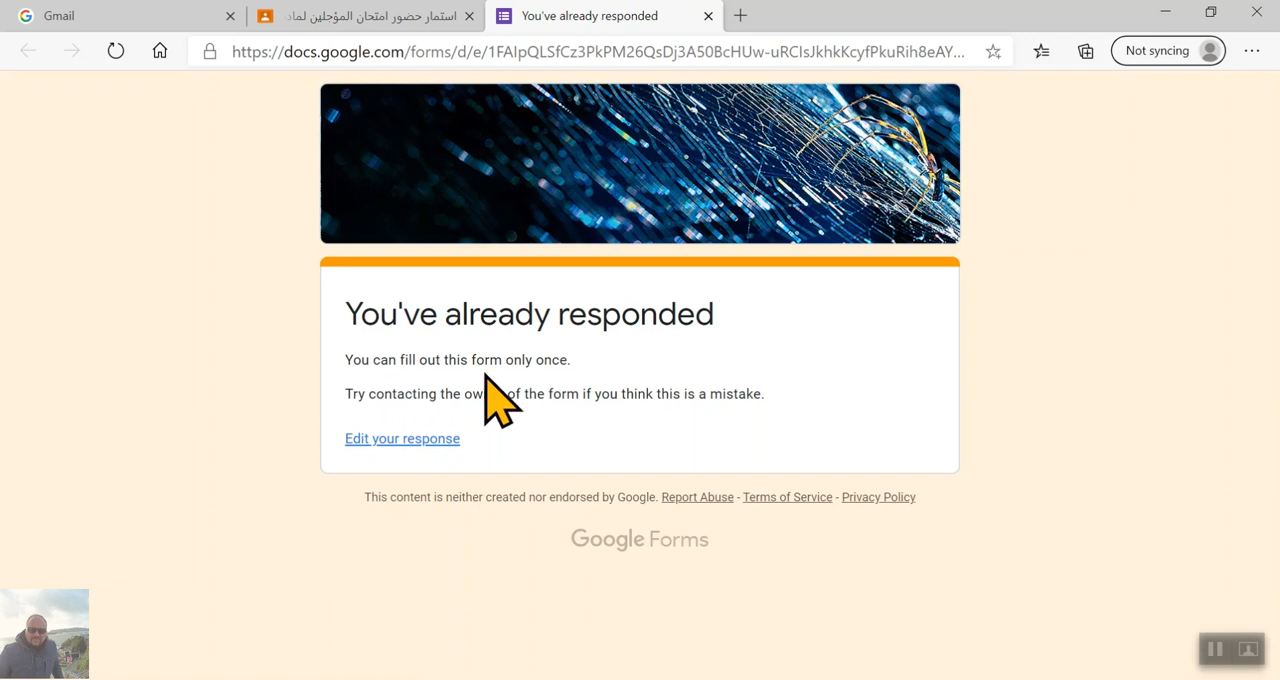 Gmail
استمار حضور امتحان المؤجلين لماد
You've already responded
https://docs.google.com/forms/d/e/1FAIpQLSfCz3PkPM26QsDj3A50BcHUw-uRCIsJkhkKcyfPkuRih8eAY...
Not syncing
You've already responded
You can fill out this form only once.
Try contacting the of the form if you think this is a mistake.
Edit your response
This content is neither created nor endorsed by Google. Report Abuse - Terms of Service - Privacy Policy
Google Forms